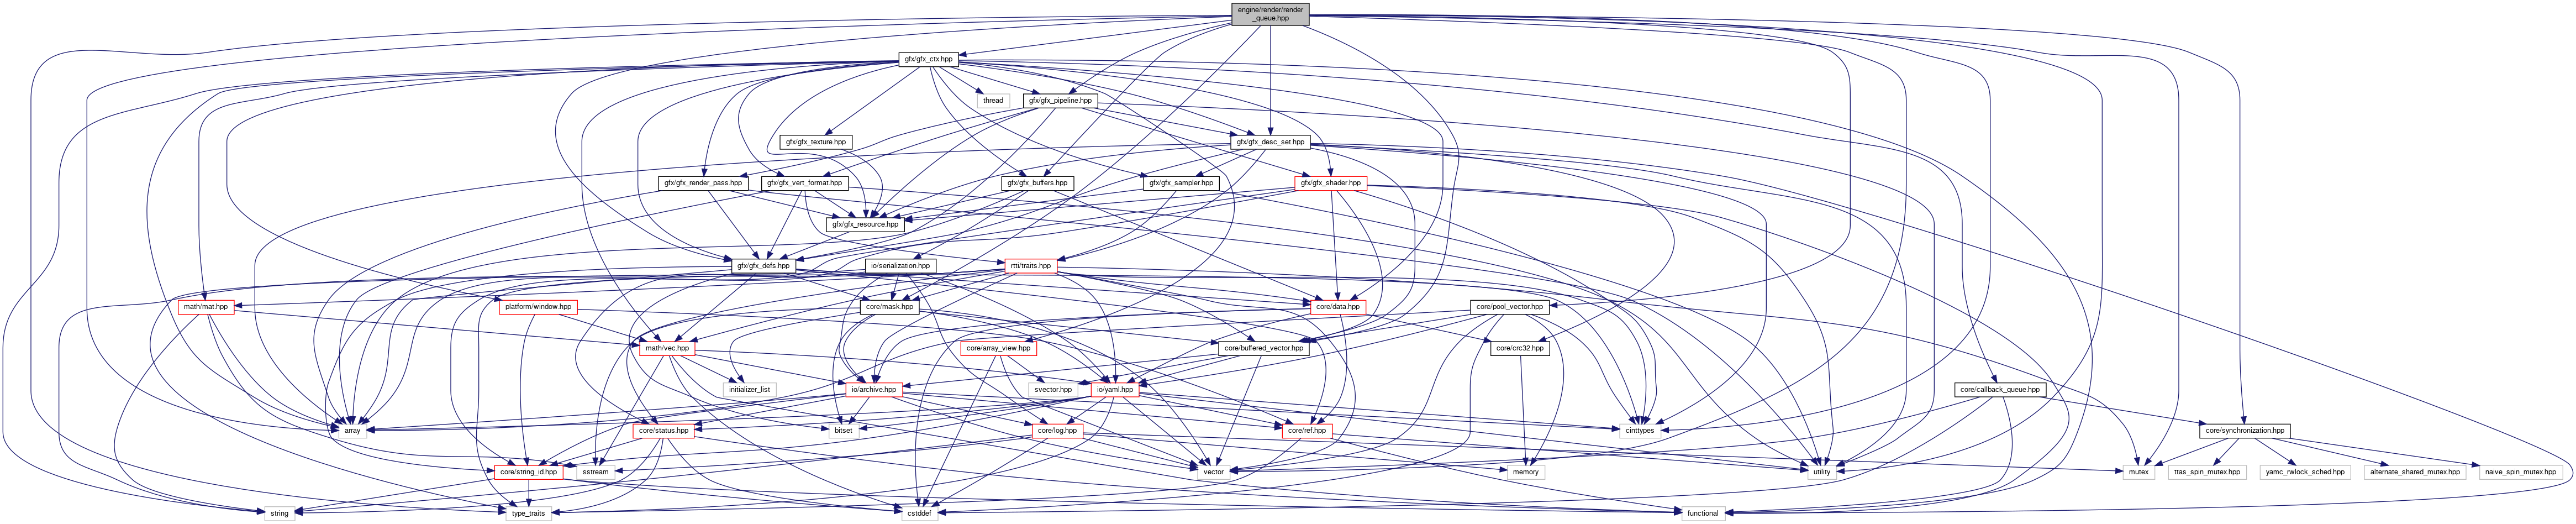 engine/render/render
_queue.hpp
gfx/gfx_ctx.hpp
thread
gfx/gfx_pipeline.hpp
gfx/gfx_texture.hpp
gfx/gfx_desc_set.hpp
gfx/gfx_render_pass.hpp
gfx/gfx_vert_format.hpp
gfx/gfx_buffers.hpp
gfx/gfx_sampler.hpp
gfx/gfx_shader.hpp
gfx/gfx_resource.hpp
gfx/gfx_defs.hpp
io/serialization.hpp
rtti/traits.hpp
math/mat.hpp
platform/window.hpp
core/mask.hpp
core/data.hpp
core/pool_vector.hpp
math/vec.hpp
core/array_view.hpp
core/buffered_vector.hpp
core/crc32.hpp
initializer_list
io/archive.hpp
svector.hpp
io/yaml.hpp
core/callback_queue.hpp
array
core/status.hpp
bitset
core/log.hpp
core/ref.hpp
cinttypes
core/synchronization.hpp
core/string_id.hpp
sstream
vector
memory
utility
mutex
ttas_spin_mutex.hpp
yamc_rwlock_sched.hpp
alternate_shared_mutex.hpp
naive_spin_mutex.hpp
string
type_traits
cstddef
functional